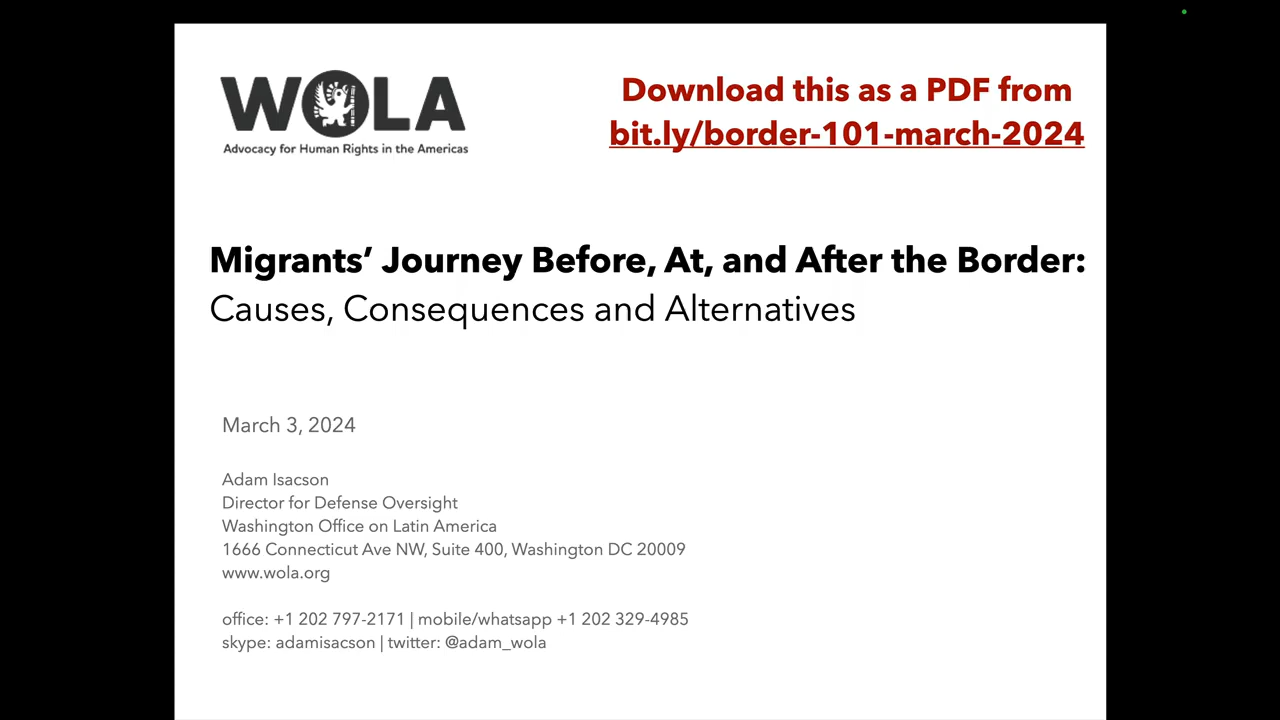 WOLA
Advocacy for Human Rights in the Americas
Download this as a PDF from
bit.ly/border-101-march-2024
Migrants’ Journey Before, At, and After the Border:
Causes, Consequences and Alternatives
March 3, 2024
Adam Isacson
Director for Defense Oversight
Washington Office on Latin America
1666 Connecticut Ave NW, Suite 400, Washington DC 20009
www.wola.org
office: +1 202 797-2171 | mobile/whatsapp +1 202 329-4985
skype: adamisacson | twitter: @adam_wola